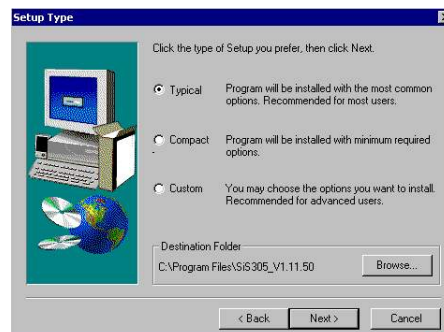 Setup Type
Click the type of Setup you prefer, then click Next.
Typical Program will be installed with the most common
options. Recommended for most users.
Compact Program will be installed with minimum required
options.
Custom You may choose the options you want to install.
Recommended for advanced users.
Destination Folder
C:\Program Files\SiS305_V1.11.50 Browse...
< Back Next > Cancel